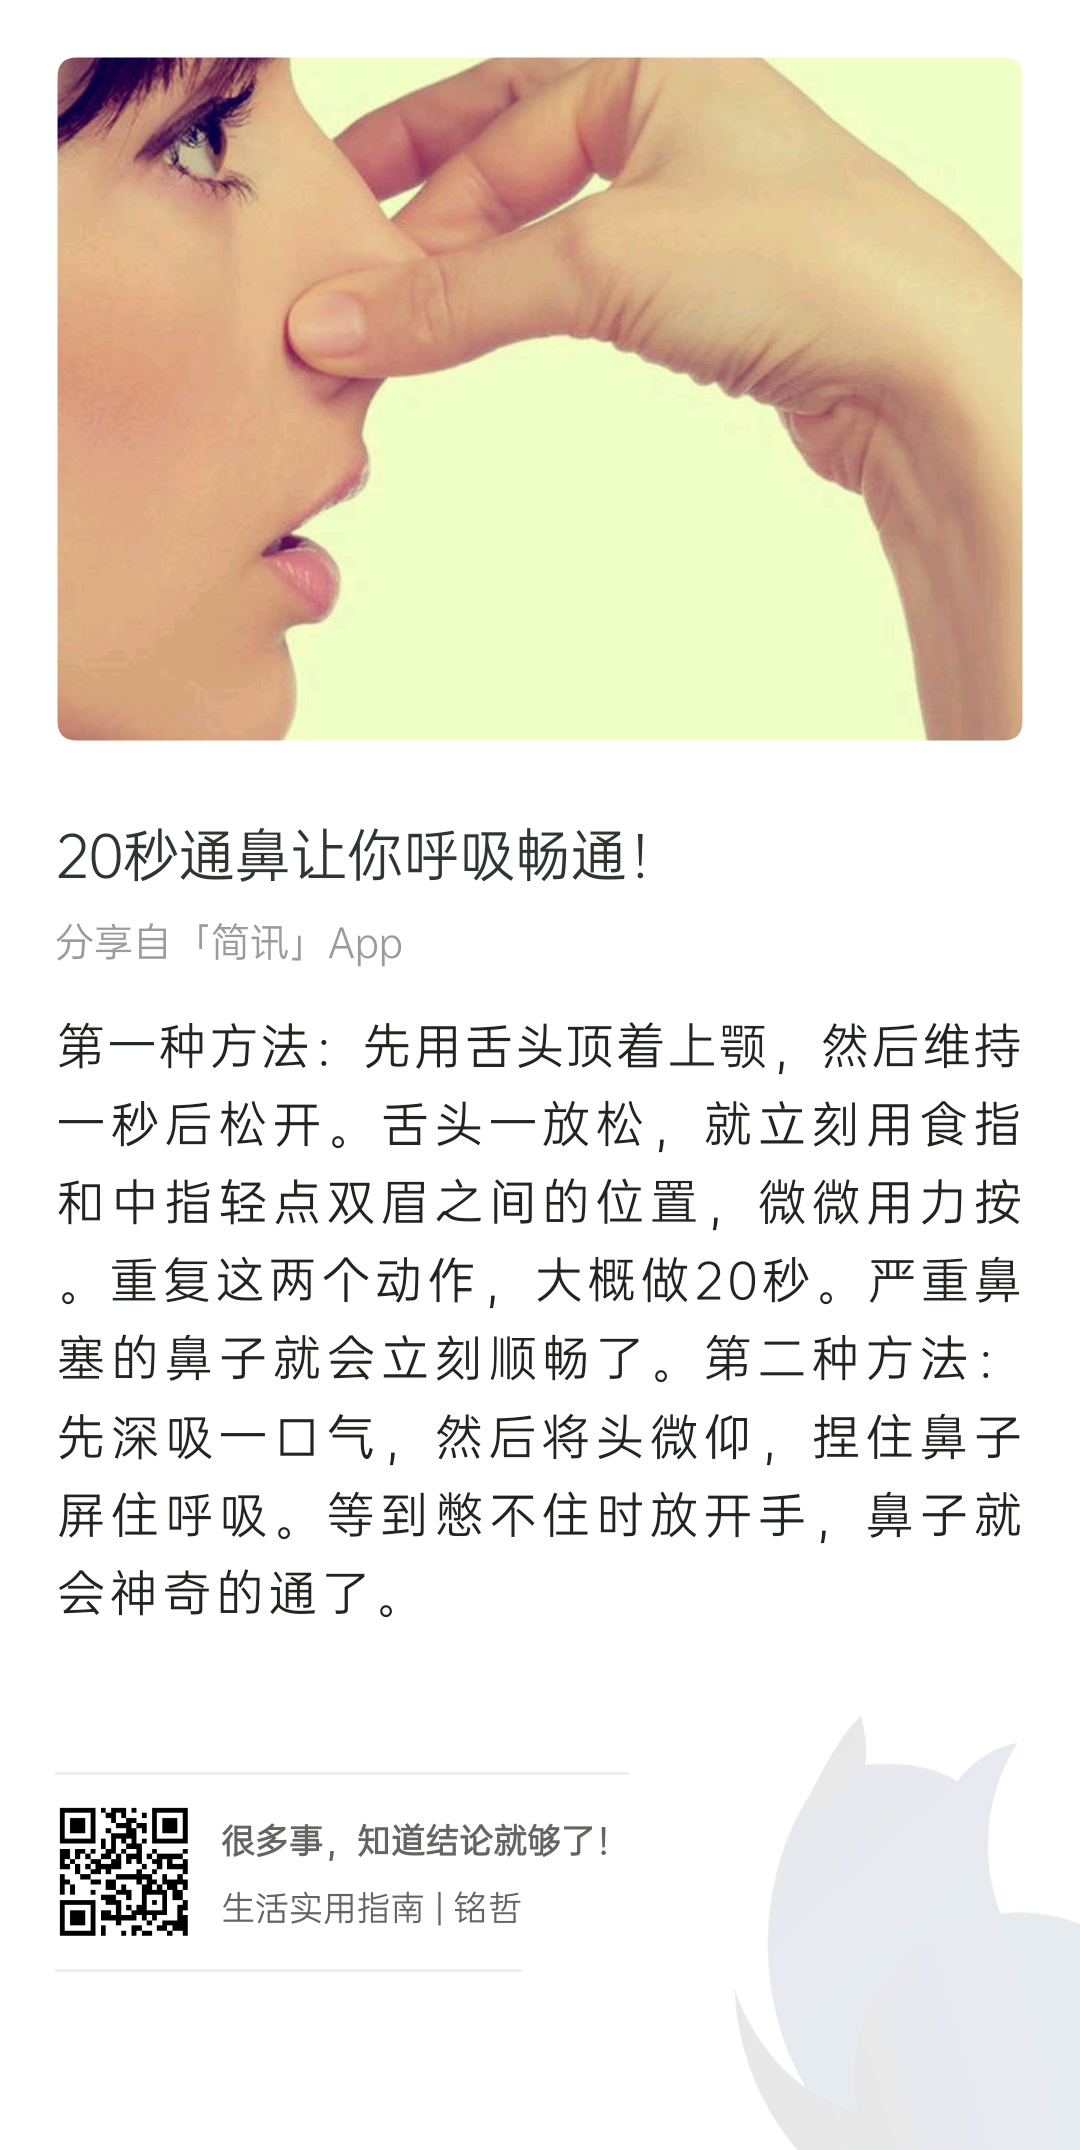 20秒通鼻让你呼吸畅通！
分享自「简讯」App
第一种方法：先用舌头顶着上颚，然后维持
一秒后松开。舌头一放松，就立刻用食指
和中指轻点双眉之间的位置，微微用力按
。重复这两个动作，大概做20秒。严重鼻
塞的鼻子就会立刻顺畅了。第二种方法：
先深吸一口气，然后将头微仰，捏住鼻子
屏住呼吸。等到憋不住时放开手，鼻子就
会神奇的通了。
很多事，知道结论就够了！
生活实用指南 | 铭哲